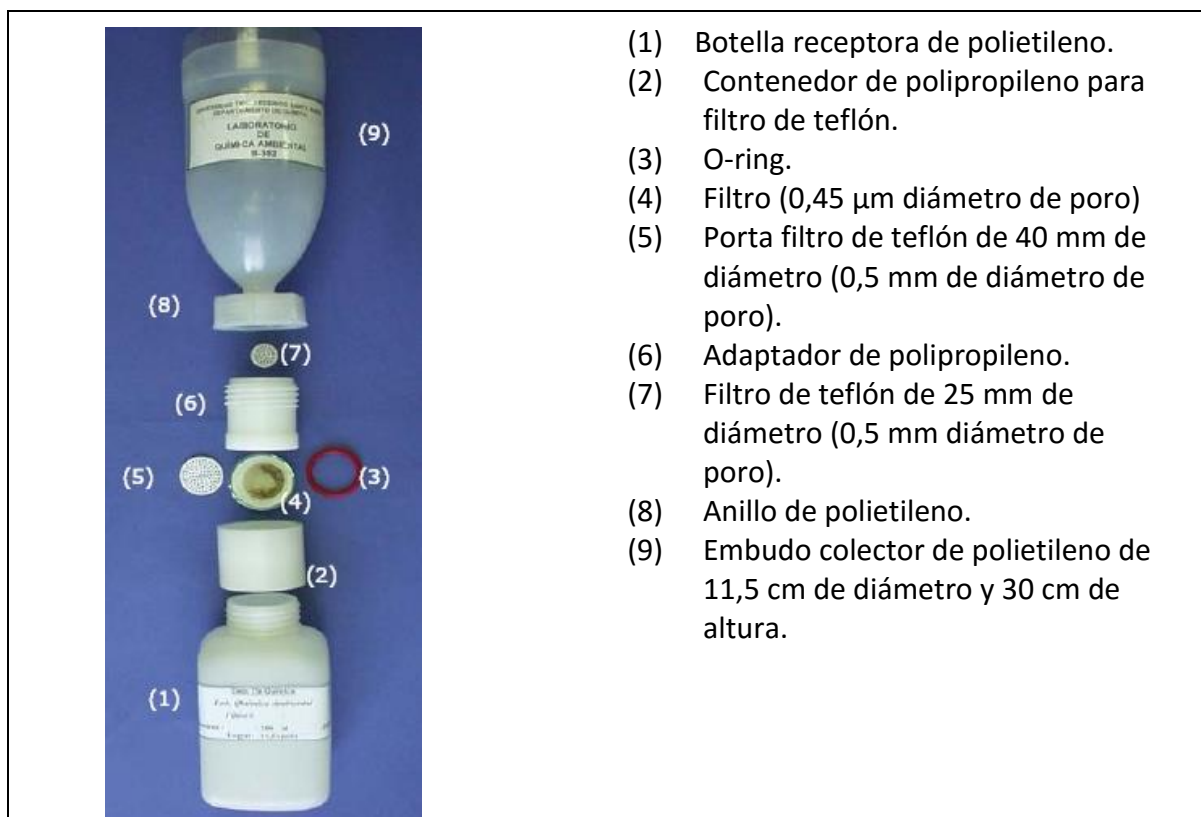 (1) Botella receptora de polietileno.
(2) Contenedor de polipropileno para
filtro de teflón.
(3) O-ring.
(4) Filtro (0,45 µm diámetro de poro)
(5) Porta filtro de teflón de 40 mm de
diámetro (0,5 mm de diámetro de
poro).
(6) Adaptador de polipropileno.
(7) Filtro de teflón de 25 mm de
diámetro (0,5 mm diámetro de
poro).
(8) Anillo de polietileno.
(9) Embudo colector de polietileno de
11,5 cm de diámetro y 30 cm de
altura.
LABORATORIO
DE
QUÍMICA AMBIENTAL
(9)
(8)
(7)
(6)
(5)
(3)
(4)
(2)
(1)